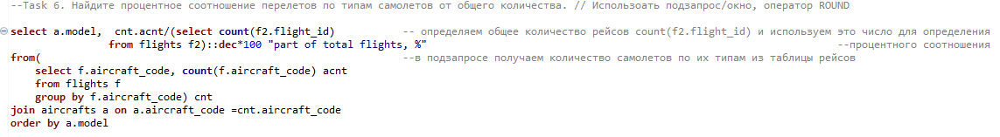 --Task 6. Найдите процентное соотношение перелетов по типам самолетов от общего количества. // Использоать подзапрос/окно, оператор ROUND
select a.model,  cnt.acnt/(select count(f2.flight_id)           -- определяем общее количество рейсов count(f2.flight_id) и используем это число для определения
                from flights f2)::dec*100 "part of total flights, %"                                                                  --процентного соотношения
from(                                                           --в подзапросе получаем количество самолетов по их типам из таблицы рейсов
    select f.aircraft_code, count(f.aircraft_code) acnt
    from flights f
    group by f.aircraft_code) cnt
join aircrafts a on a.aircraft_code =cnt.aircraft_code
order by a.model